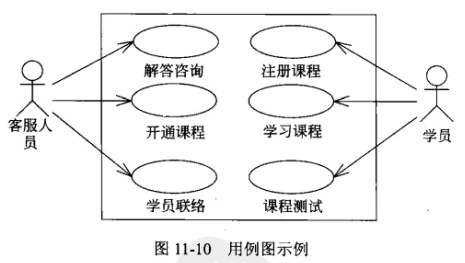 解答咨询 注册课程
客服人
员
开通课程 学习课程
学员
学员联络 课程测试
图 11-10 用例图示例